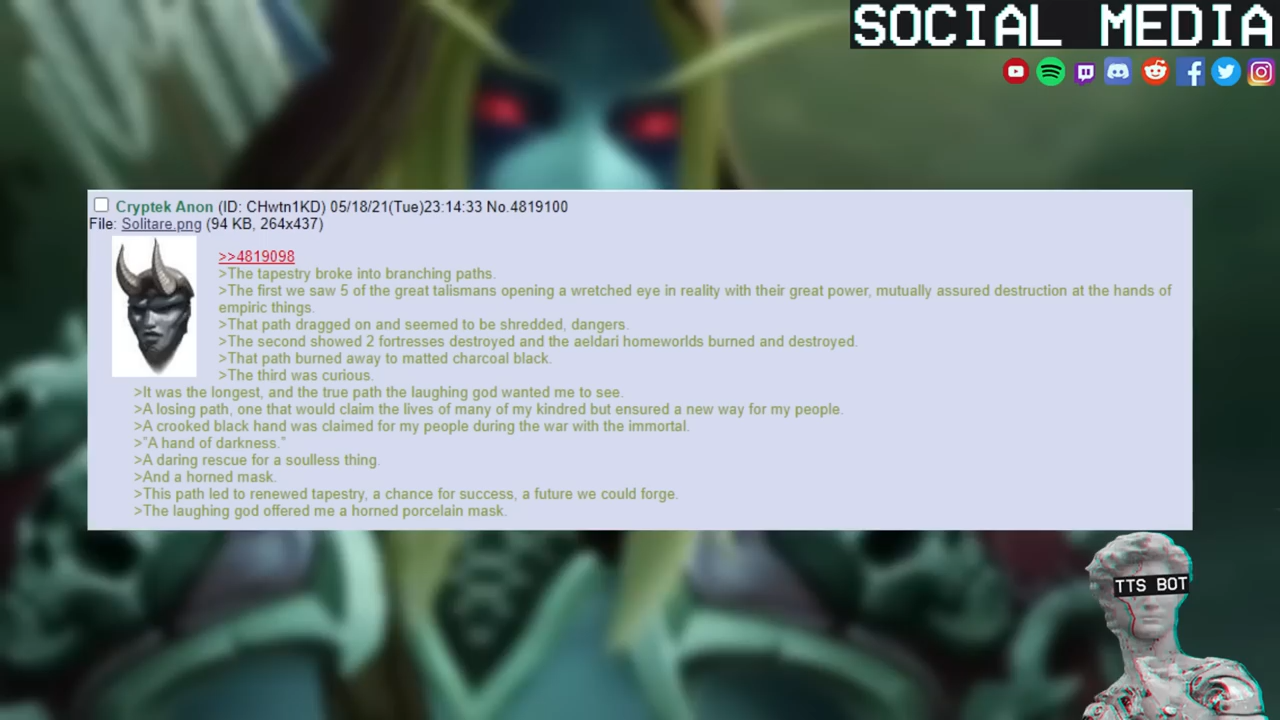 SOCIAL MEDIA
Cryptek Anon (ID: CHwtn1KD) 05/18/21(Tue)23:14:33 No.4819100
File: Solitare.png (94 KB, 264x437)
>>4819098
>The tapestry broke into branching paths.
>The first we saw 5 of the great talismans opening a wretched eye in reality with their great power, mutually assured destruction at the hands of
empiric things.
>That path dragged on and seemed to be shredded, dangers.
>The second showed 2 fortresses destroyed and the aeldari homeworlds burned and destroyed.
>That path burned away to matted charcoal black.
>The third was curious.
>It was the longest, and the true path the laughing god wanted me to see.
>A losing path, one that would claim the lives of many of my kindred but ensured a new way for my people.
>A crooked black hand was claimed for my people during the war with the immortal.
>"A hand of darkness."
>A daring rescue for a soulless thing.
>And a horned mask.
>This path led to renewed tapestry, a chance for success, a future we could forge.
>The laughing god offered me a horned porcelain mask.
TTS BOT